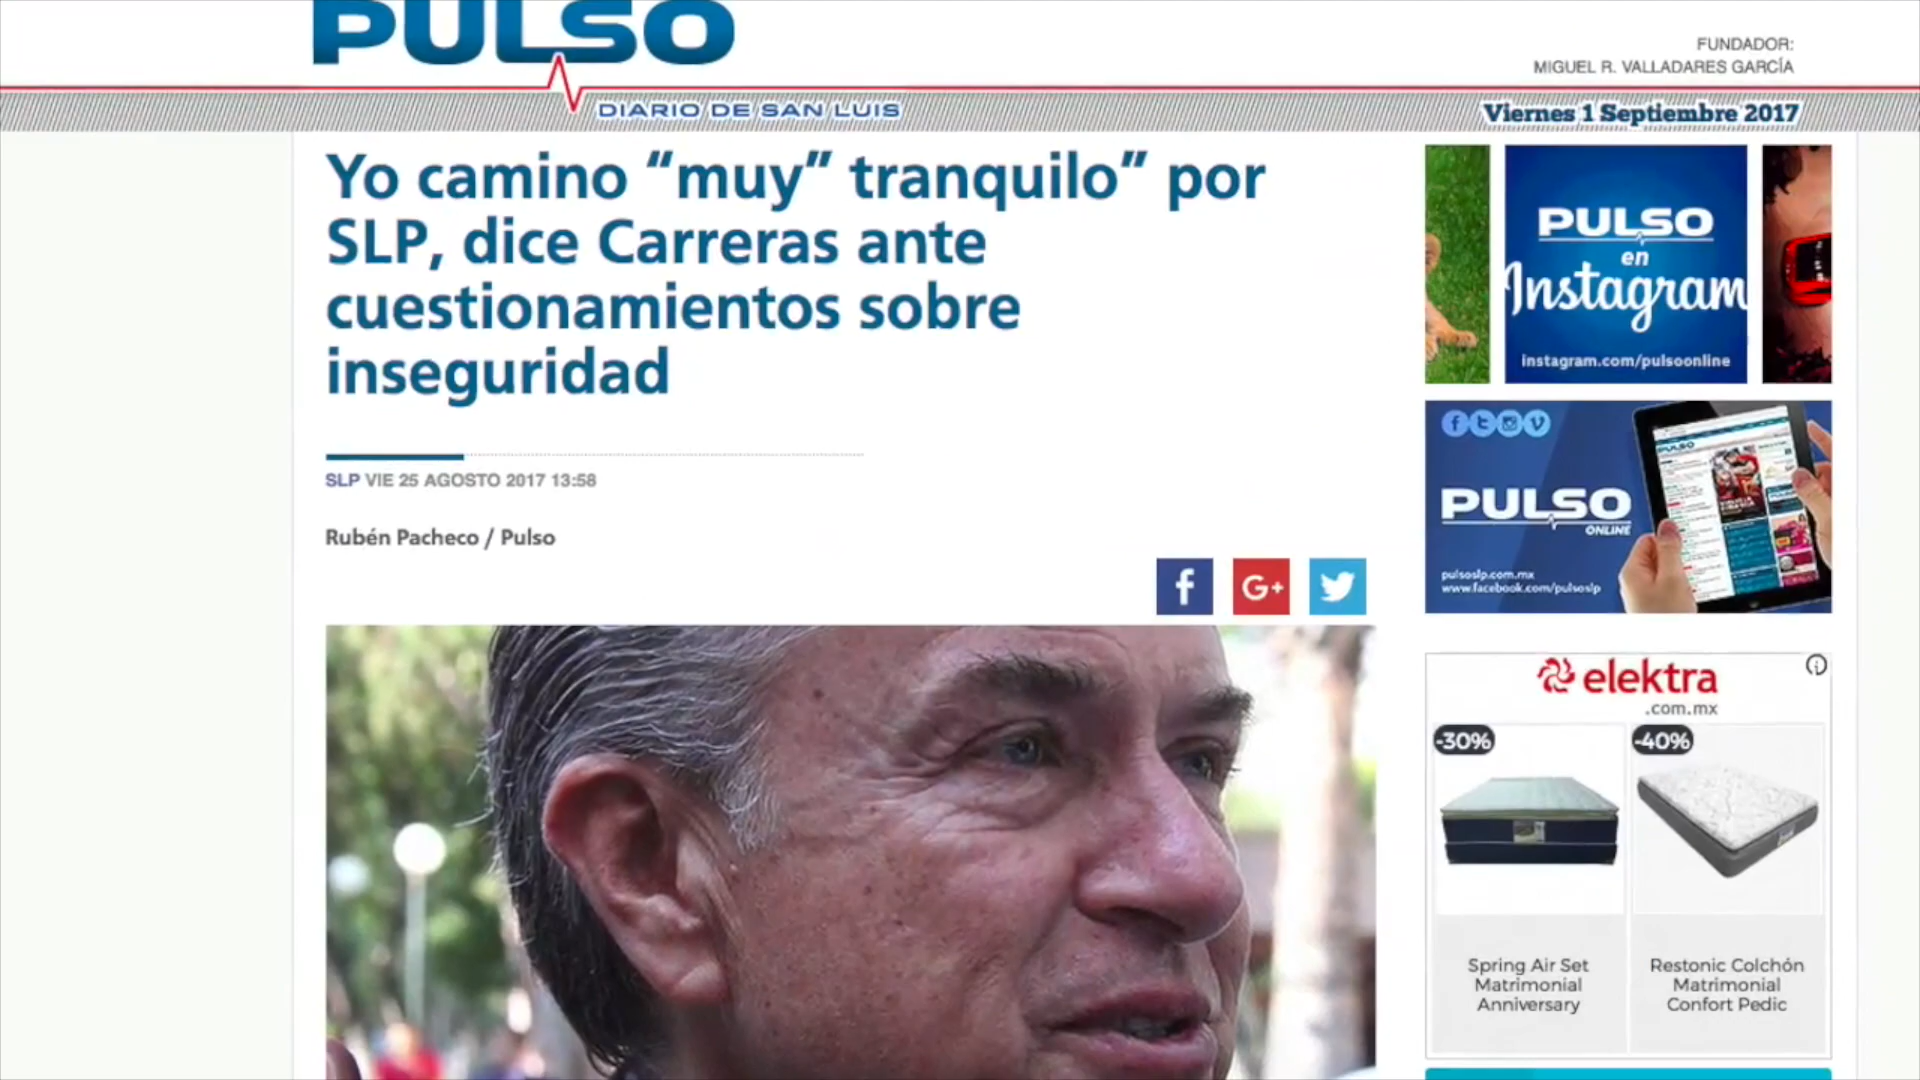 PULSO
DIARIO DE SAN LUIS
FUNDADOR:
MIGUEL R. VALLADARES GARCÍA
Viernes 1 Septiembre 2017
Yo camino “muy” tranquilo” por
SLP, dice Carreras ante
cuestionamientos sobre
inseguridad
SLP VIE 25 AGOSTO 2017 13:58
Rubén Pacheco / Pulso
f
G+
PULSO
en
Instagram
instagram.com/pulsoonline
PULSO
ONLINE
pulsoslp.com.mx
www.facebook.com/pulsoslp
PULSO
elektra
.com.mx
-30%
-40%
Spring Air Set
Matrimonial
Anniversary
Restonic Colchón
Matrimonial
Confort Pedic